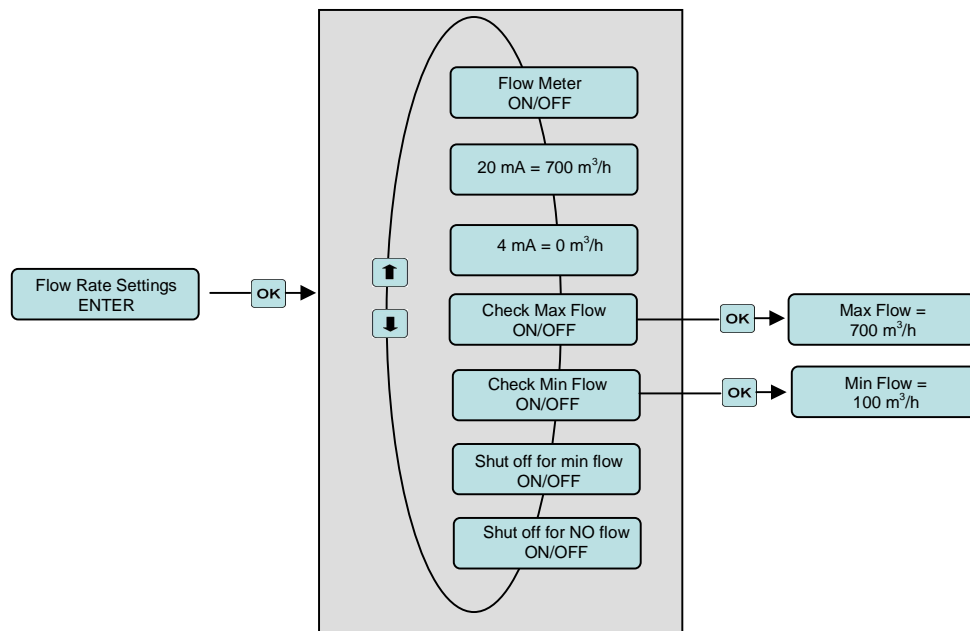 Flow Meter
ON/OFF
20 mA = 700 m³/h
4 mA = 0 m³/h
Flow Rate Settings
ENTER
OK
Check Max Flow
ON/OFF
OK
Max Flow =
700 m³/h
Check Min Flow
ON/OFF
OK
Min Flow =
100 m³/h
Shut off for min flow
ON/OFF
Shut off for NO flow
ON/OFF